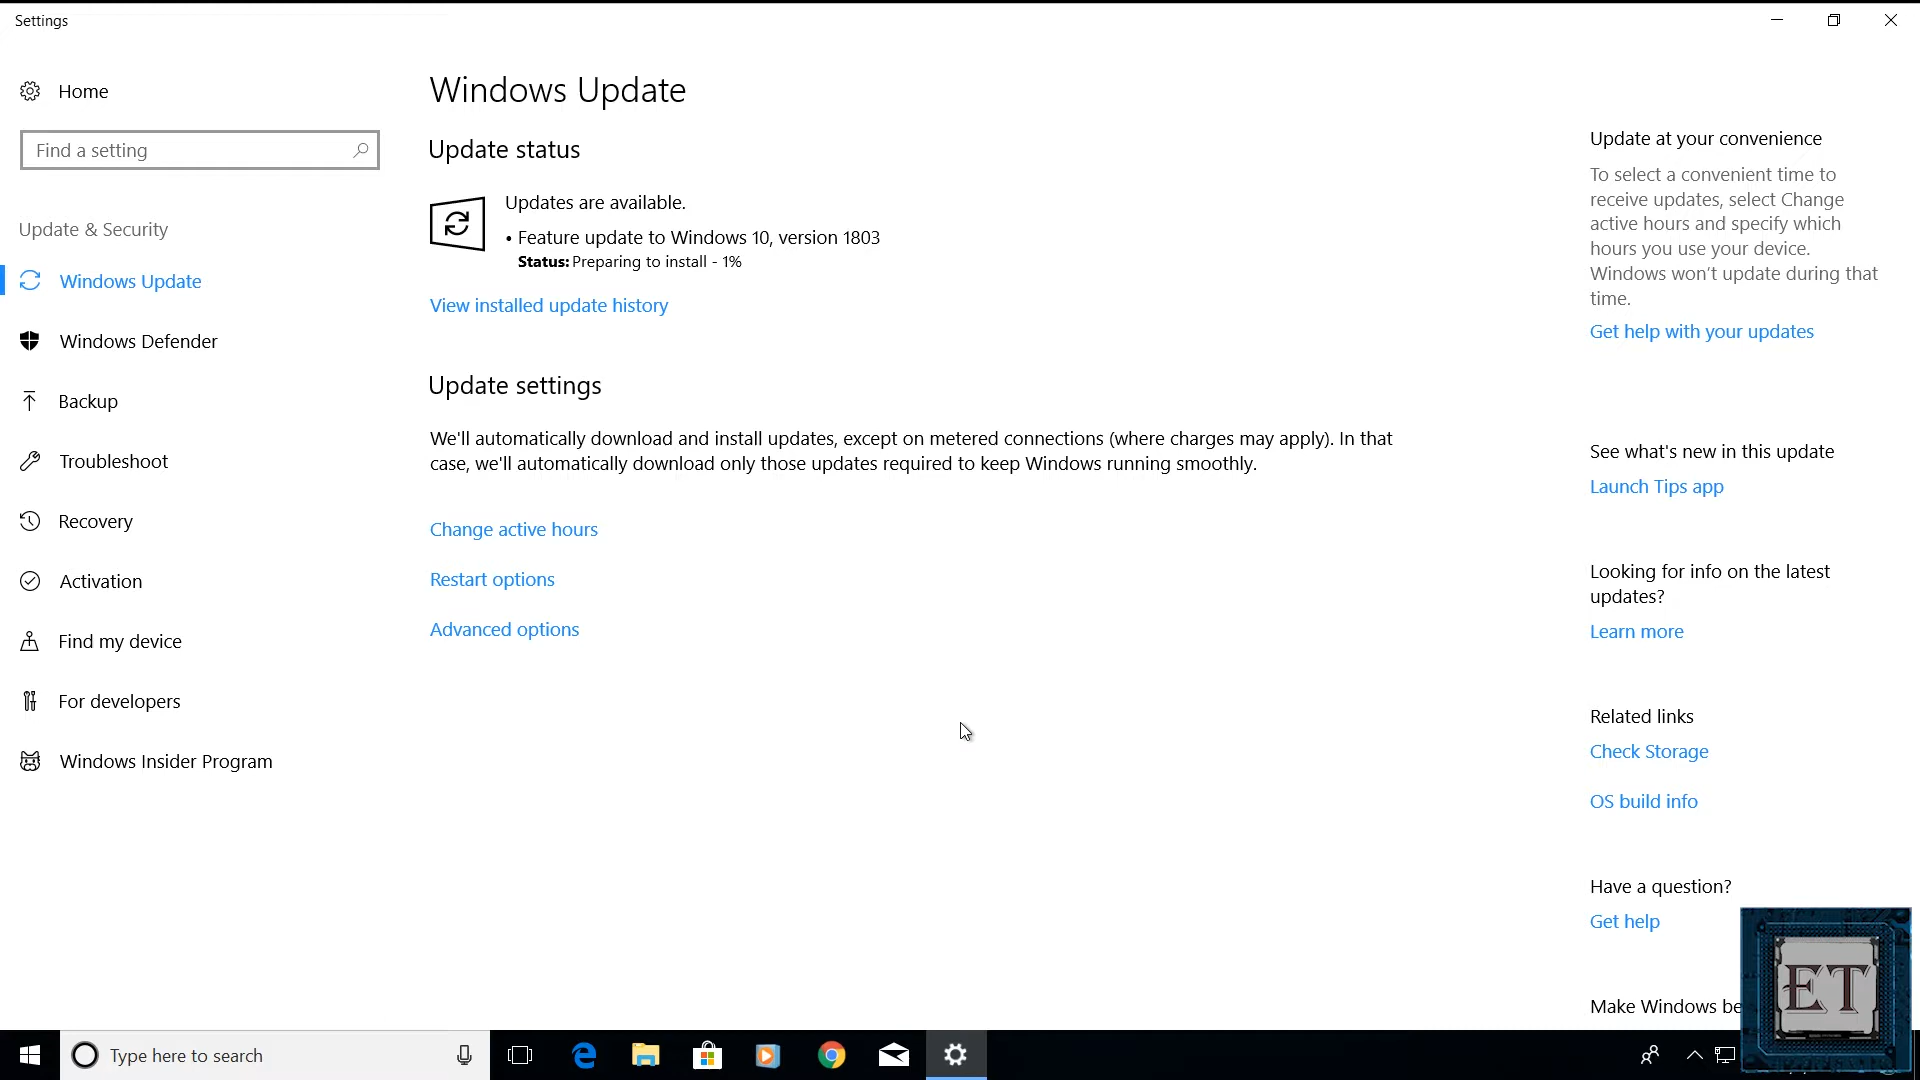 Settings
Home
Find a setting
Update & Security
Windows Update
Windows Defender
Backup
Troubleshoot
Recovery
Activation
Find my device
For developers
Windows Insider Program
Windows Update
Update status
Updates are available.
• Feature update to Windows 10, version 1803
Status: Preparing to install - 1%
View installed update history
Update settings
We'll automatically download and install updates, except on metered connections (where charges may apply). In that
case, we'll automatically download only those updates required to keep Windows running smoothly.
Change active hours
Restart options
Advanced options
Update at your convenience
To select a convenient time to
receive updates, select Change
active hours and specify which
hours you use your device.
Windows won't update during that
time.
Get help with your updates
See what's new in this update
Launch Tips app
Looking for info on the latest
updates?
Learn more
Related links
Check Storage
OS build info
Have a question?
Get help
Make Windows be
ET
Type here to search